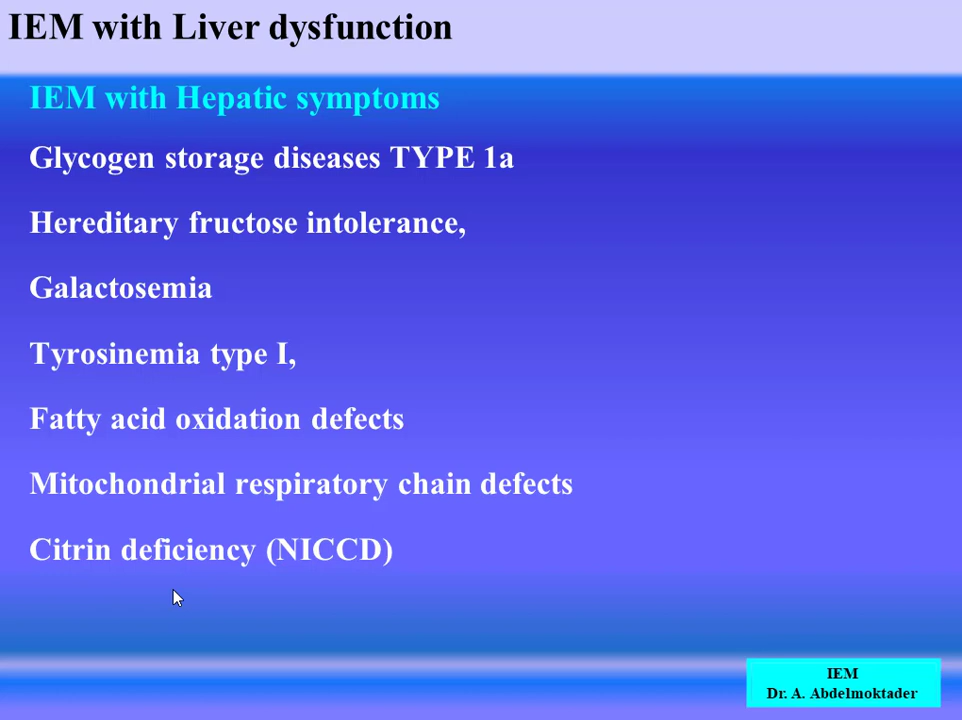 IEM with Liver dysfunction
IEM with Hepatic symptoms
Glycogen storage diseases TYPE 1a
Hereditary fructose intolerance,
Galactosemia
Tyrosinemia type I,
Fatty acid oxidation defects
Mitochondrial respiratory chain defects
Citrin deficiency (NICCD)
IEM
Dr. A. Abdelmoktader